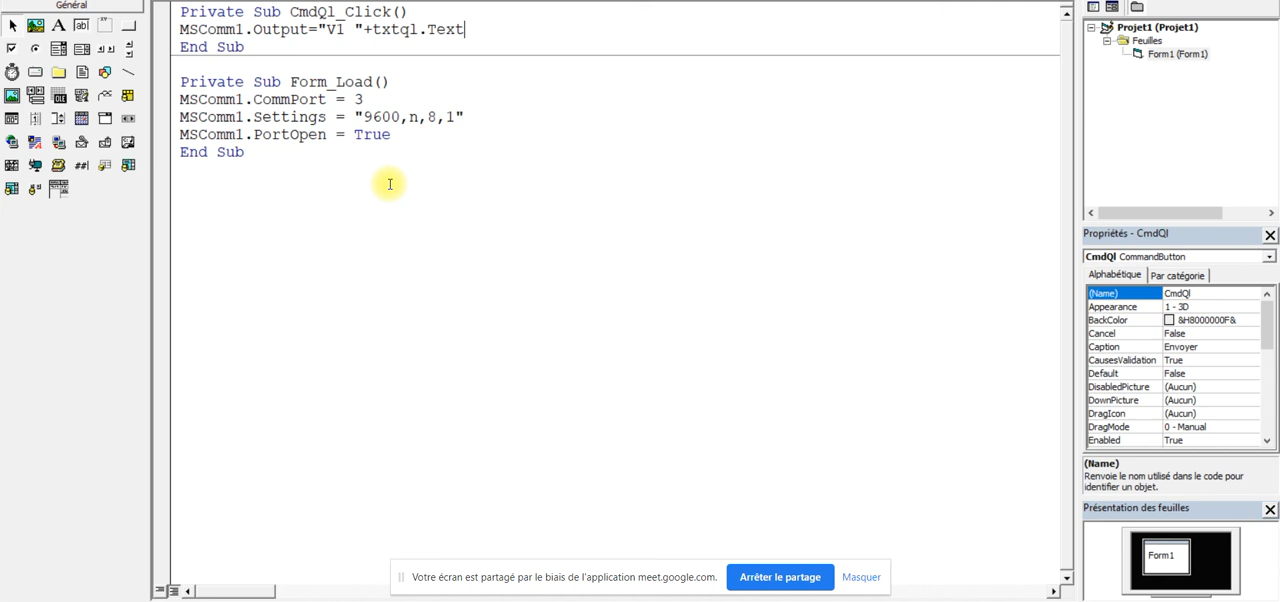 Général
Private Sub CmdQl_Click()
MSComm1.Output="Vl "+txtql.Text
End Sub
Private Sub Form_Load()
MSComm1.CommPort = 3
MSComm1.Settings = "9600,n,8,1"
MSComm1.PortOpen = True
End Sub
Projet1 (Projet1)
Feuilles
Form1 (Form1)
Propriétés - CmdQl
CmdQl CommandButton
Alphabétique
Par catégorie
(Name) CmdQl
Appearance 1 - 3D
BackColor &H8000000F&
Cancel False
Caption Envoyer
CausesValidation True
Default False
DisabledPicture (Aucun)
DownPicture (Aucun)
DragIcon (Aucun)
DragMode 0 - Manual
Enabled True
(Name)
Renvoie le nom utilisé dans le code pour
identifier un objet.
Présentation des feuilles
Form1
Votre écran est partagé par le biais de l'application meet.google.com.
Arrêter le partage
Masquer